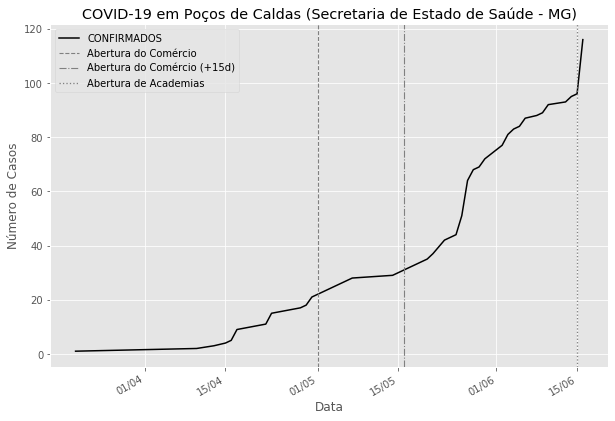 COVID-19 em Poços de Caldas (Secretaria de Estado de Saúde - MG)
CONFIRMADOS
Abertura do Comércio
Abertura do Comércio (+15d)
Abertura de Academias
120
100
80
60
40
20
0
Número de Casos
01/04
15/04
01/05
15/05
01/06
15/06
Data